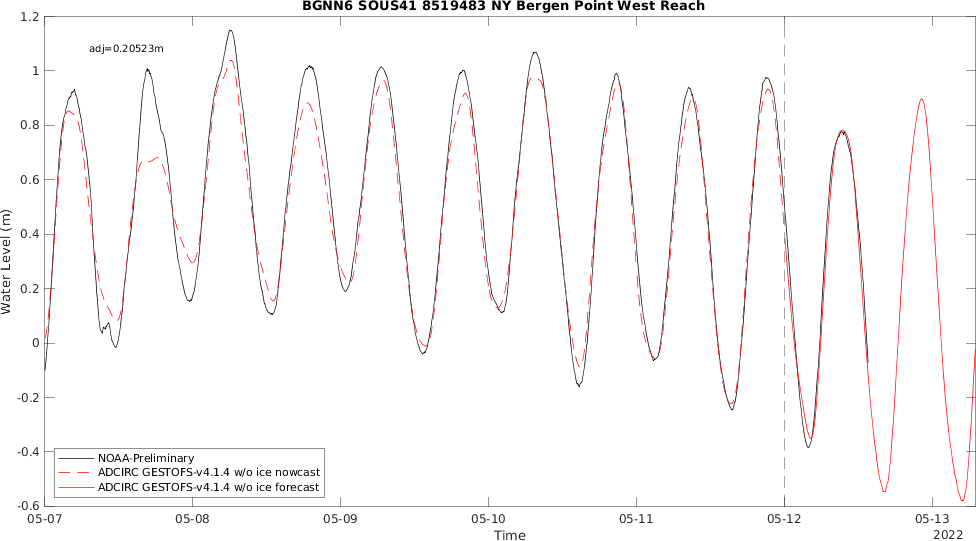 BGNN6 SOUS41 8519483 NY Bergen Point West Reach
1.2
adj=0.20523m
1
0.8
0.6
0.4
0.2
0
-0.2
-0.4
-0.6
Water Level (m)
NOAA-Preliminary
ADCIRC GESTOFS-v4.1.4 w/o ice nowcast
ADCIRC GESTOFS-v4.1.4 w/o ice forecast
05-07 05-08 05-09 05-10 05-11 05-12 05-13
Time
2022